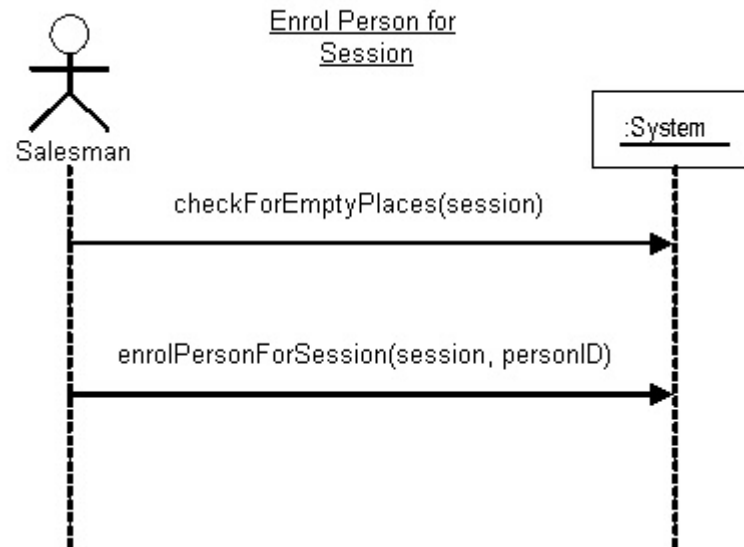 Enrol Person for
Session
:System
Salesman
checkForEmptyPlaces(session)
enrolPersonForSession(session, personID)